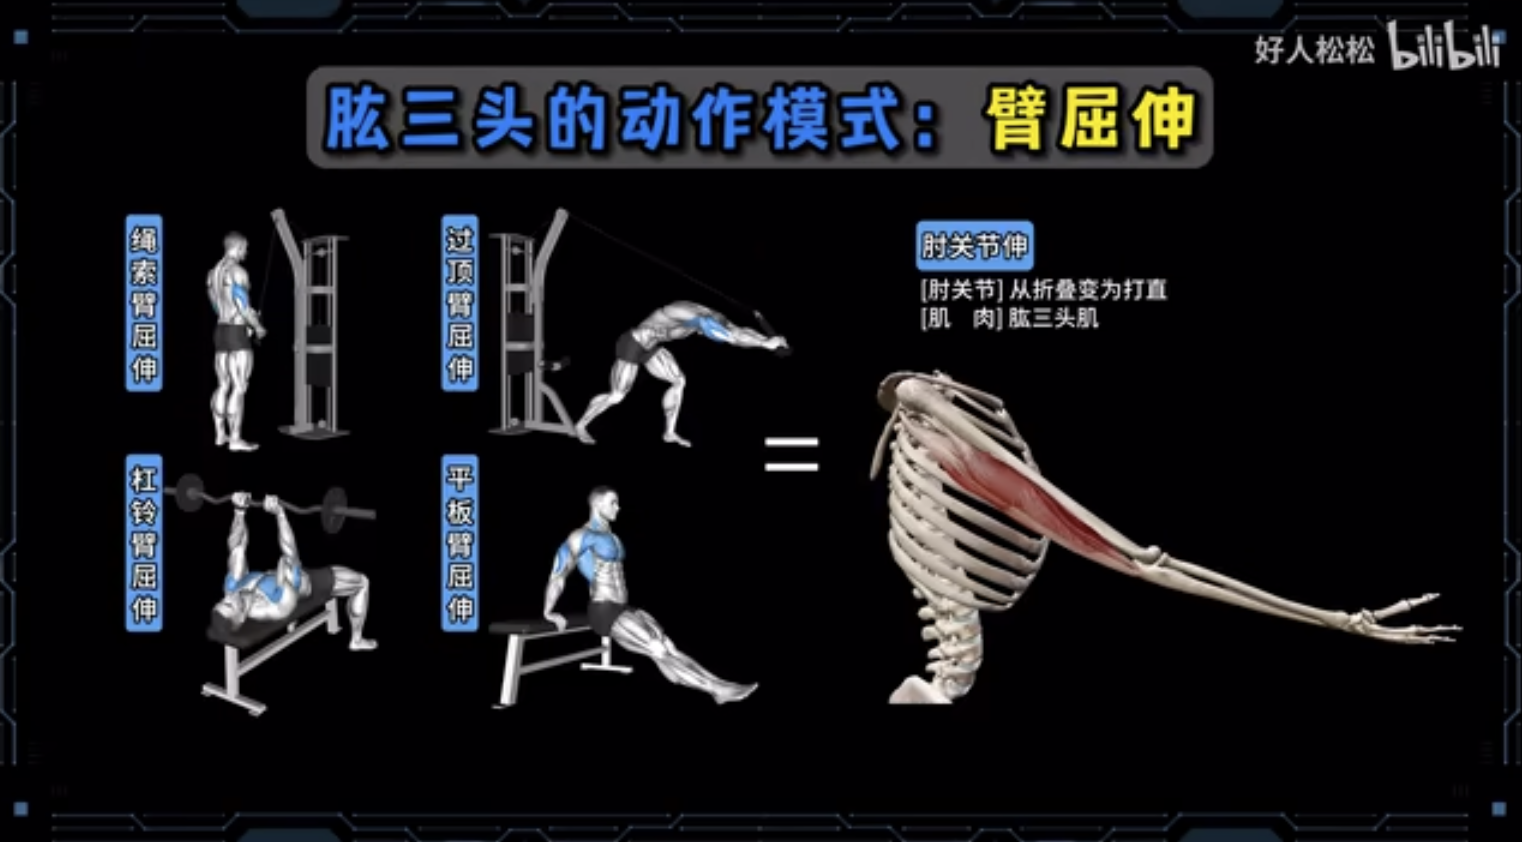 好人松松 bilibili
肱三头的动作模式：臂屈伸
绳索臂屈伸
过顶臂屈伸
肘关节伸
[肘关节] 从折叠变为打直
[肌　肉] 肱三头肌
=
杠铃臂屈伸
平板臂屈伸